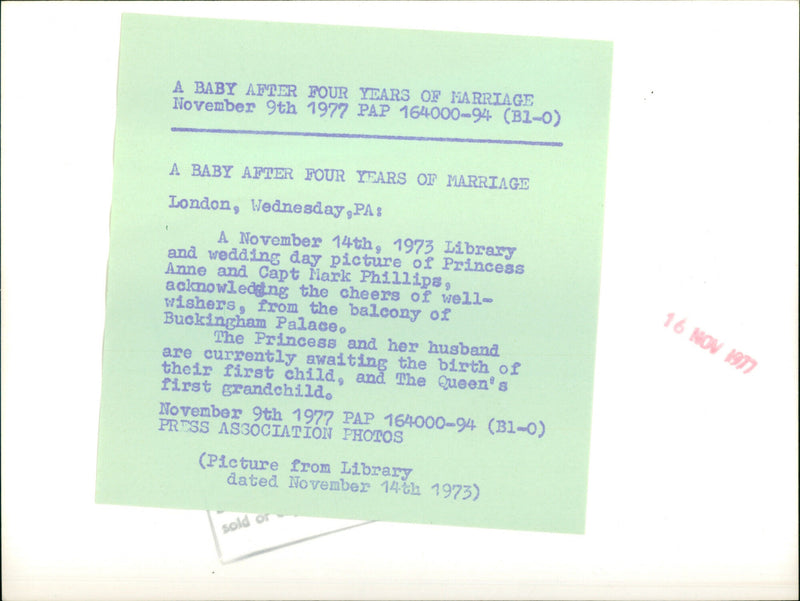 A BABY AFTER FOUR YEARS OF MARRIAGE
November 9th 1977 PAP 164000-94 (B1-0)
A BABY AFTER FOUR YEARS OF MARRIAGE
London, Wednesday,PA:
A November 14th, 1973 Library
and wedding day picture of Princess
Anne and Capt Mark Phillips,
acknowledging the cheers of well-
wishers, from the balcony of
Buckingham Palace.
The Princess and her husband
are currently awaiting the birth of
their first child, and The Queen's
first grandchild.
November 9th 1977 PAP 164000-94 (B1-0)
PRESS ASSOCIATION PHOTOS
(Picture from Library
dated November 14th 1973)
16 NOV 1977
sold or